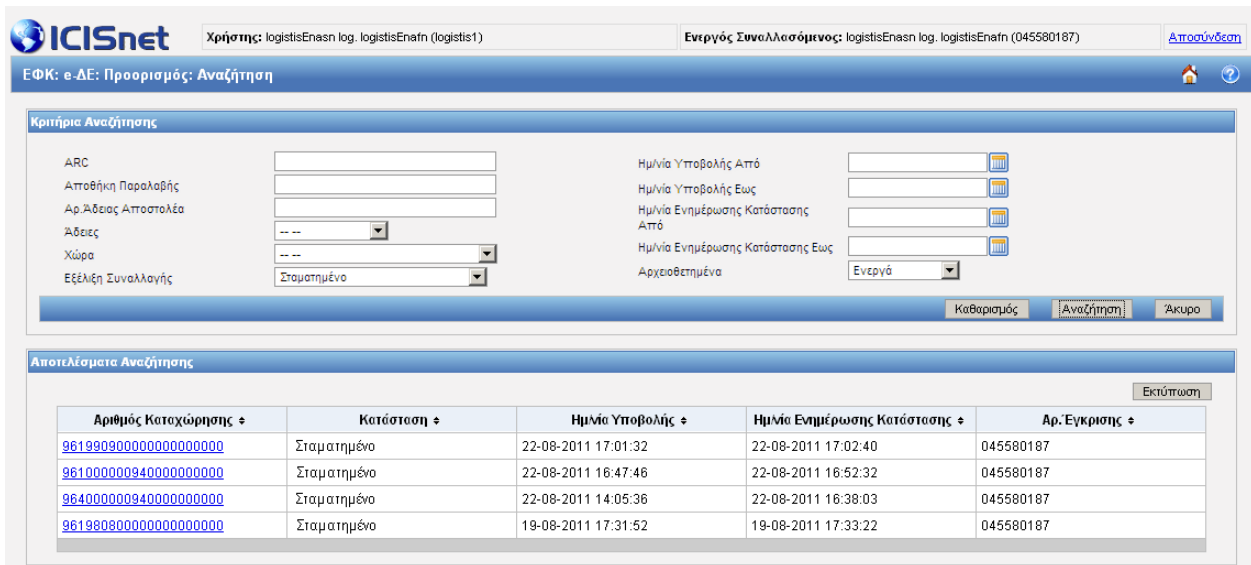 ICISnet Χρήστης: logistisEnasn log. logistisEnafn (logistis1) Ενεργός Συναλλασόμενος: logistisEnasn log. logistisEnafn (045580187) Αποσύνδεση
ΕΦΚ: e-ΔΕ: Προορισμός: Αναζήτηση
Κριτήρια Αναζήτησης
ARC
Αποθήκη Παραλαβής
Αρ.Άδειας Αποστολέα
Άδειες -- --
Χώρα -- --
Εξέλιξη Συναλλαγής Σταματημένο
Ημ/νία Υποβολής Από
Ημ/νία Υποβολής Εως
Ημ/νία Ενημέρωσης Κατάστασης
Από
Ημ/νία Ενημέρωσης Κατάστασης Εως
Αρχειοθετημένα Ενεργά
Καθαρισμός Αναζήτηση Άκυρο
Αποτελέσματα Αναζήτησης
Εκτύπωση
Αριθμός Καταχώρησης Κατάσταση Ημ/νία Υποβολής Ημ/νία Ενημέρωσης Κατάστασης Αρ.Έγκρισης
961990900000000000000 Σταματημένο 22-08-2011 17:01:32 22-08-2011 17:02:40 045580187
961000000940000000000 Σταματημένο 22-08-2011 16:47:46 22-08-2011 16:52:32 045580187
964000000940000000000 Σταματημένο 22-08-2011 14:05:36 22-08-2011 16:38:03 045580187
961980800000000000000 Σταματημένο 19-08-2011 17:31:52 19-08-2011 17:33:22 045580187